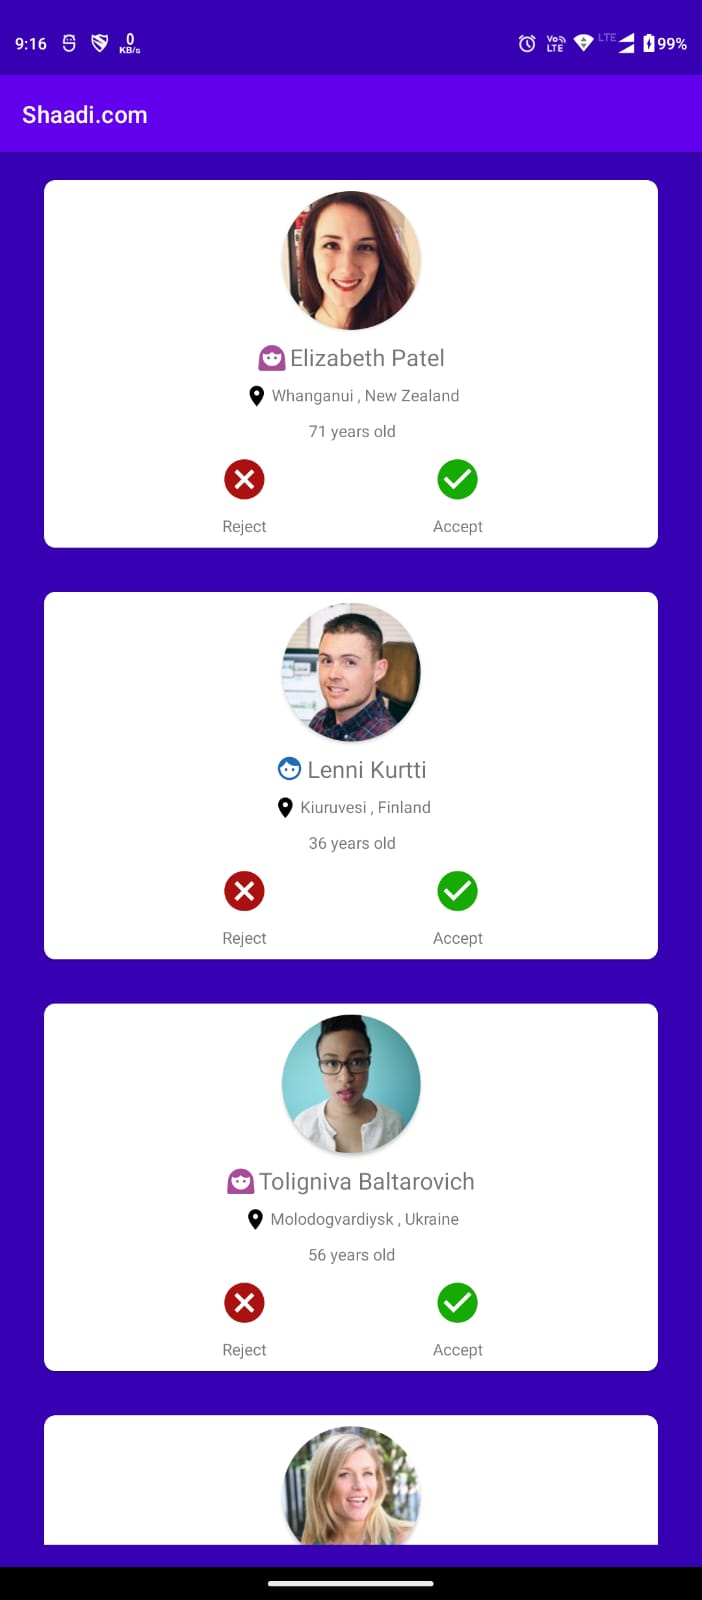 9:16 0 KB/s Vo LTE LTE 99%
Shaadi.com
Elizabeth Patel
Whanganui , New Zealand
71 years old
Reject Accept
Lenni Kurtti
Kiuruvesi , Finland
36 years old
Reject Accept
Toligniva Baltarovich
Molodogvardiysk , Ukraine
56 years old
Reject Accept